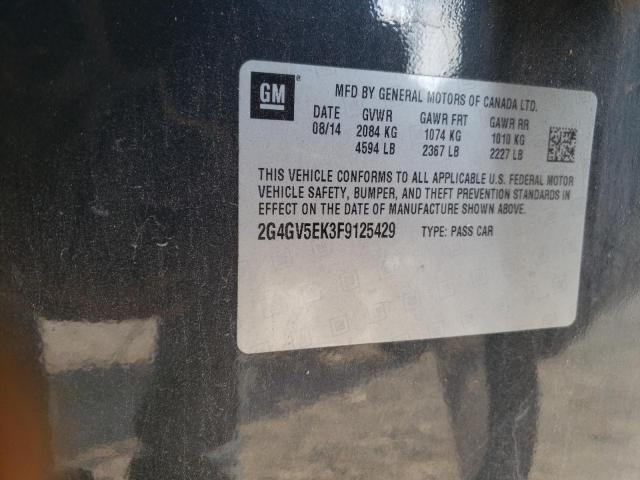 GM ®
MFD BY GENERAL MOTORS OF CANADA LTD.
DATE GVWR GAWR FRT GAWR RR
08/14 2084 KG 1074 KG 1010 KG
4594 LB 2367 LB 2227 LB
THIS VEHICLE CONFORMS TO ALL APPLICABLE U.S. FEDERAL MOTOR
VEHICLE SAFETY, BUMPER, AND THEFT PREVENTION STANDARDS IN
EFFECT ON THE DATE OF MANUFACTURE SHOWN ABOVE.
2G4GV5EK3F9125429 TYPE: PASS CAR